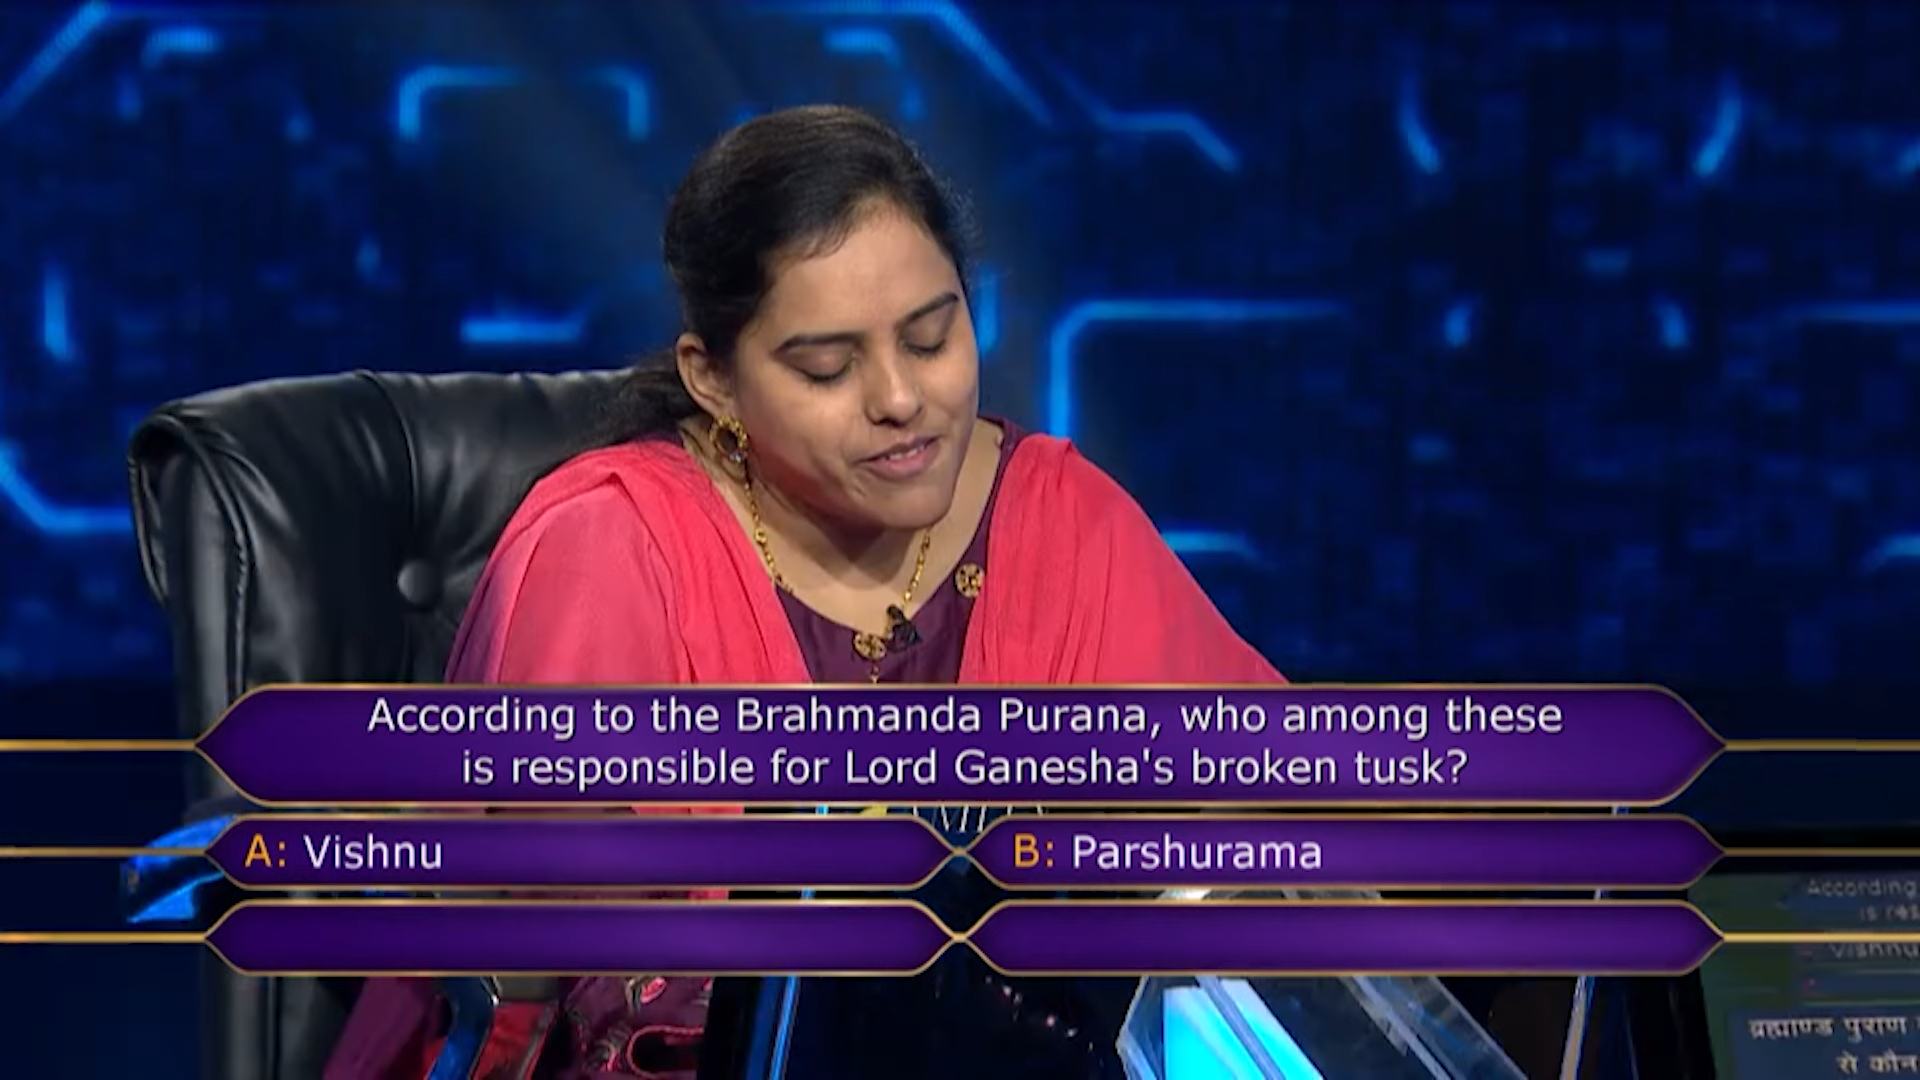 According to the Brahmanda Purana, who among these
is responsible for Lord Ganesha's broken tusk?
A: Vishnu
B: Parshurama
According
Vishnu
ब्रह्माण्ड पुराण
से कौन